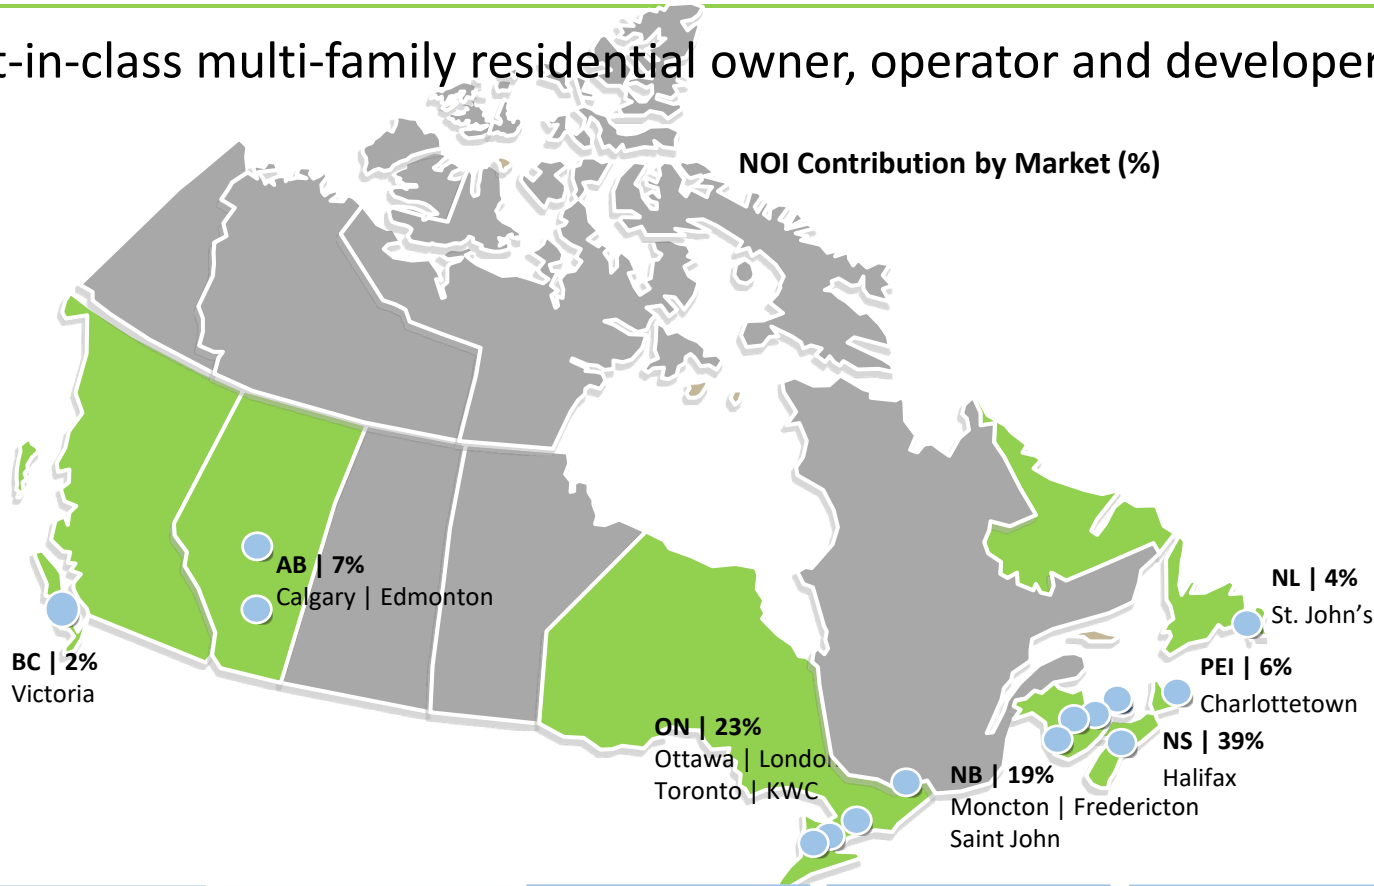 t-in-class multi-family residential owner, operator and developer
NOI Contribution by Market (%)
AB | 7%
Calgary | Edmonton
BC | 2%
Victoria
NL | 4%
St. John’s
PEI | 6%
Charlottetown
NS | 39%
Halifax
ON | 23%
Ottawa | London
Toronto | KWC
NB | 19%
Moncton | Fredericton
Saint John